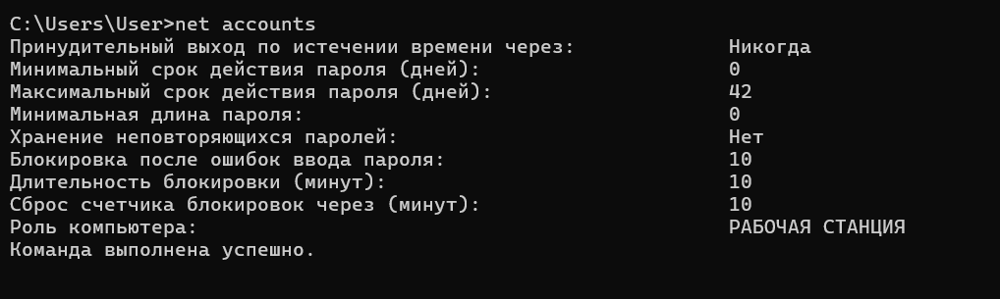 C:\Users\User>net accounts
Принудительный выход по истечении времени через: Никогда
Минимальный срок действия пароля (дней): 0
Максимальный срок действия пароля (дней): 42
Минимальная длина пароля: 0
Хранение неповторяющихся паролей: Нет
Блокировка после ошибок ввода пароля: 10
Длительность блокировки (минут): 10
Сброс счетчика блокировок через (минут): 10
Роль компьютера: РАБОЧАЯ СТАНЦИЯ
Команда выполнена успешно.